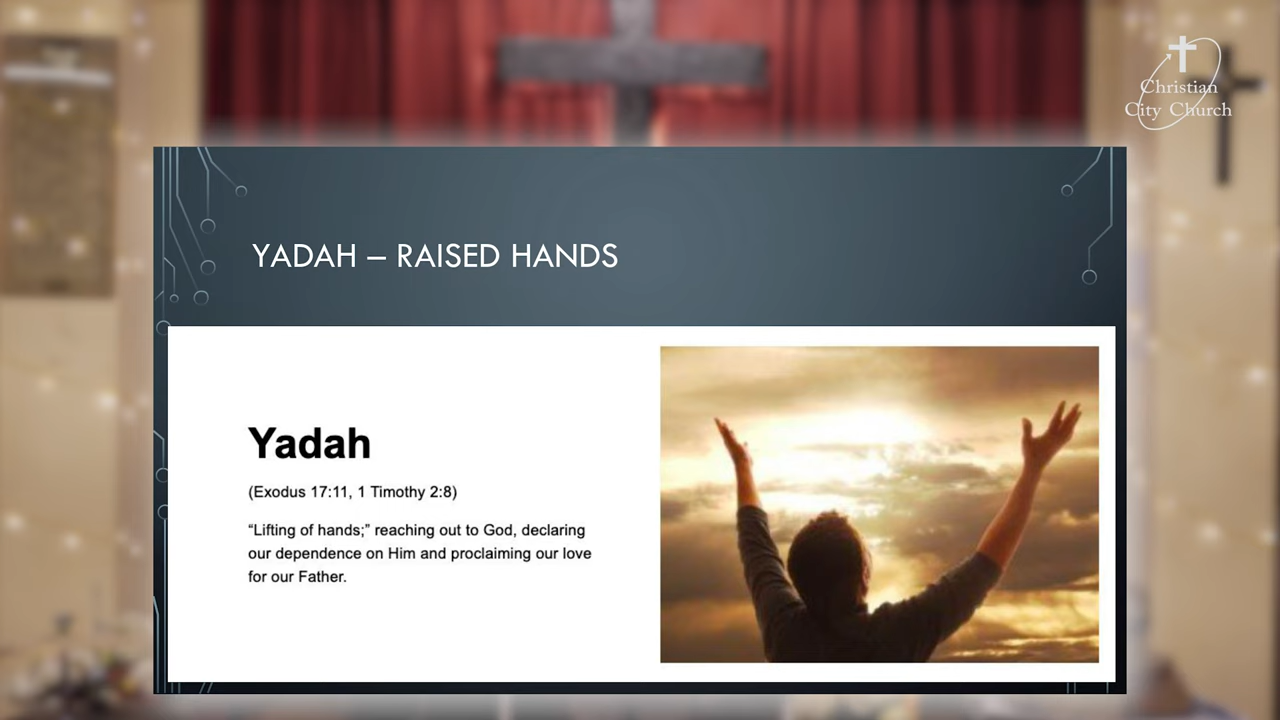 Christian
City Church
YADAH – RAISED HANDS
Yadah
(Exodus 17:11, 1 Timothy 2:8)
“Lifting of hands;” reaching out to God, declaring
our dependence on Him and proclaiming our love
for our Father.